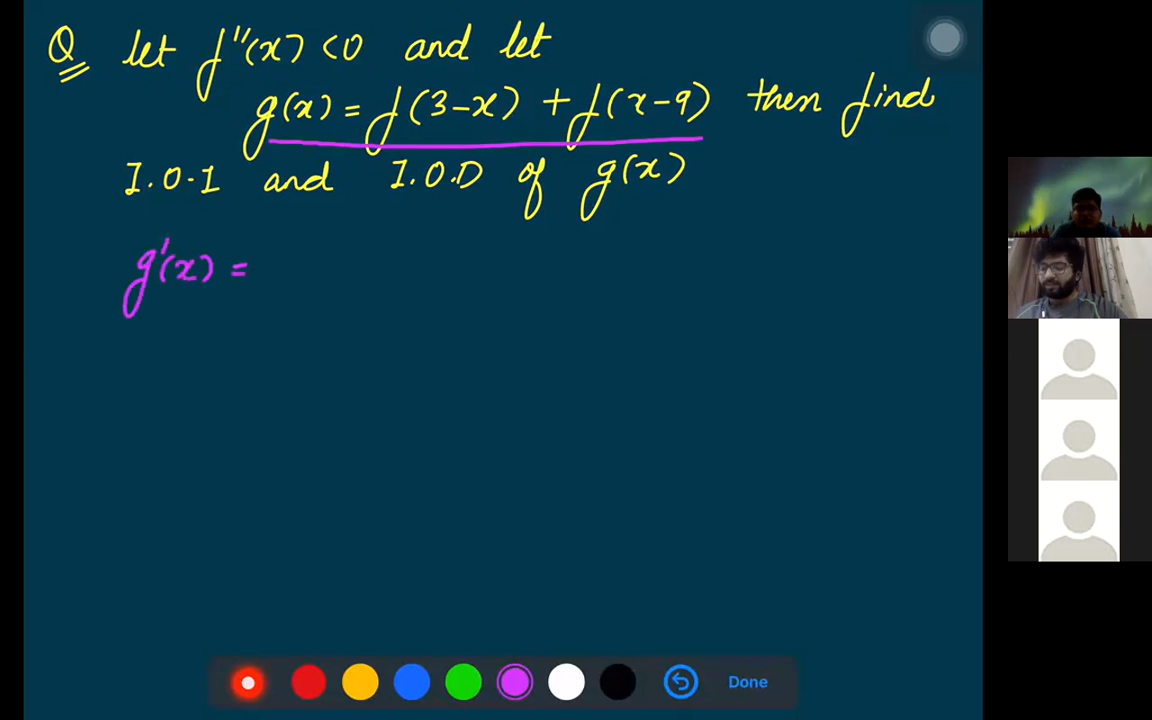 Q let f"(x) <0 and let
g(x) = f(3-x) + f(x-9) then find
I.O.I and I.O.D of g(x)
g'(x) =
Done